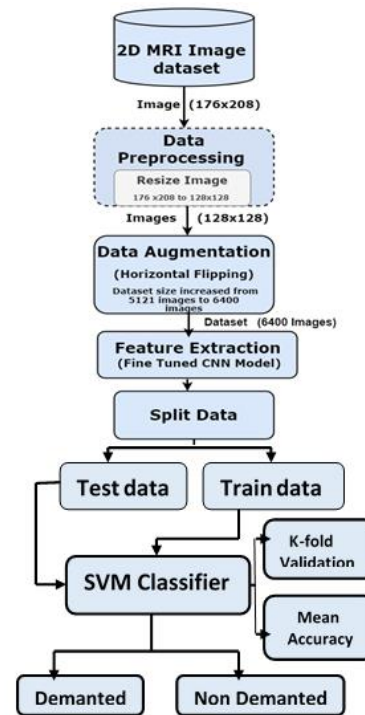 2D MRI Image
dataset
Image (176x208)
Data
Preprocessing
Resize Image
176 x208 to 128x128
Images (128x128)
Data Augmentation
(Horizontal Flipping)
Dataset size increased from
5121 images to 6400
images
Dataset (6400 Images)
Feature Extraction
(Fine Tuned CNN Model)
Split Data
Test data
Train data
K-fold
Validation
SVM Classifier
Mean
Accuracy
Demanted
Non Demanted